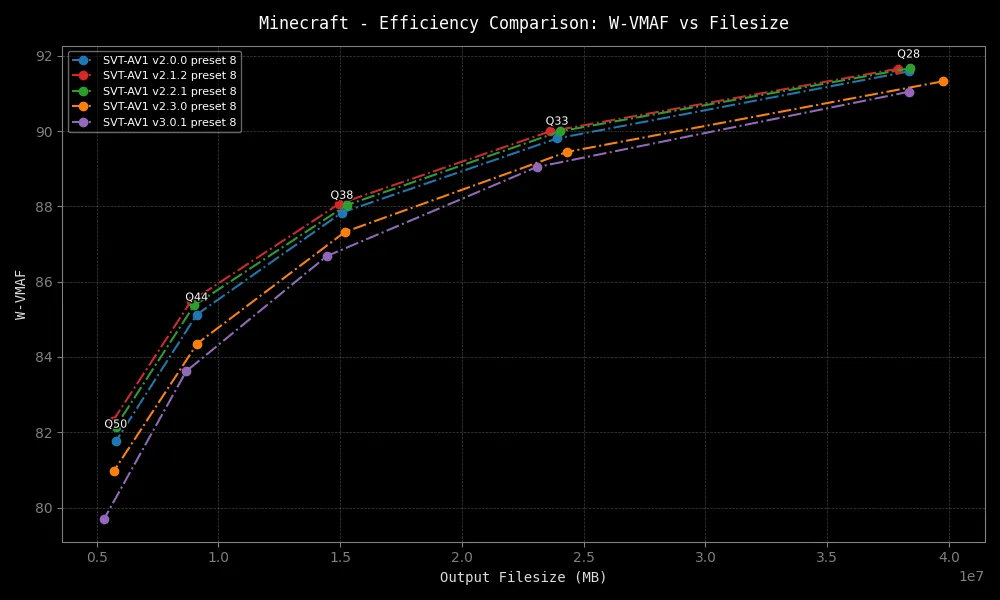 Minecraft - Efficiency Comparison: W-VMAF vs Filesize
SVT-AV1 v2.0.0 preset 8
SVT-AV1 v2.1.2 preset 8
SVT-AV1 v2.2.1 preset 8
SVT-AV1 v2.3.0 preset 8
SVT-AV1 v3.0.1 preset 8
Q28
Q33
Q38
Q44
Q50
92
90
88
86
84
82
80
W-VMAF
0.5 1.0 1.5 2.0 2.5 3.0 3.5 4.0
1e7
Output Filesize (MB)